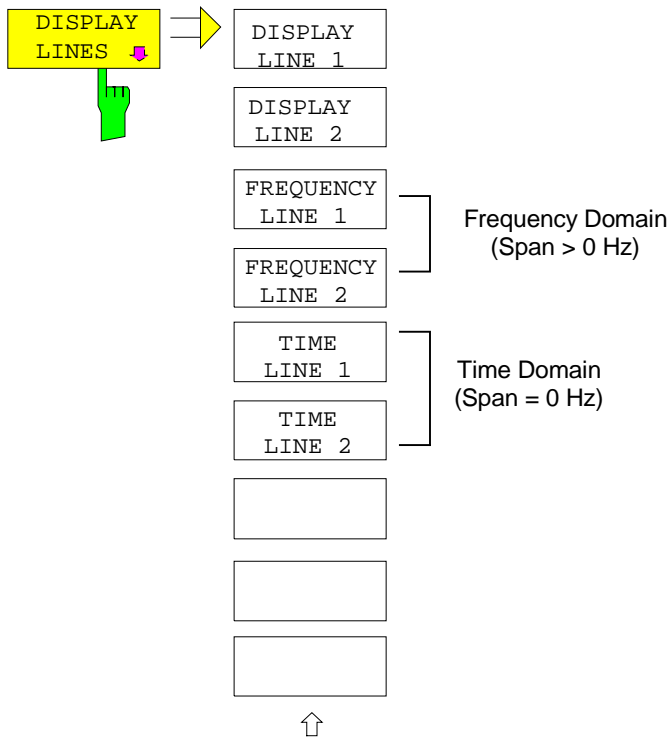 DISPLAY
LINES
DISPLAY
LINE 1
DISPLAY
LINE 2
FREQUENCY
LINE 1
FREQUENCY
LINE 2
Frequency Domain
(Span > 0 Hz)
TIME
LINE 1
TIME
LINE 2
Time Domain
(Span = 0 Hz)